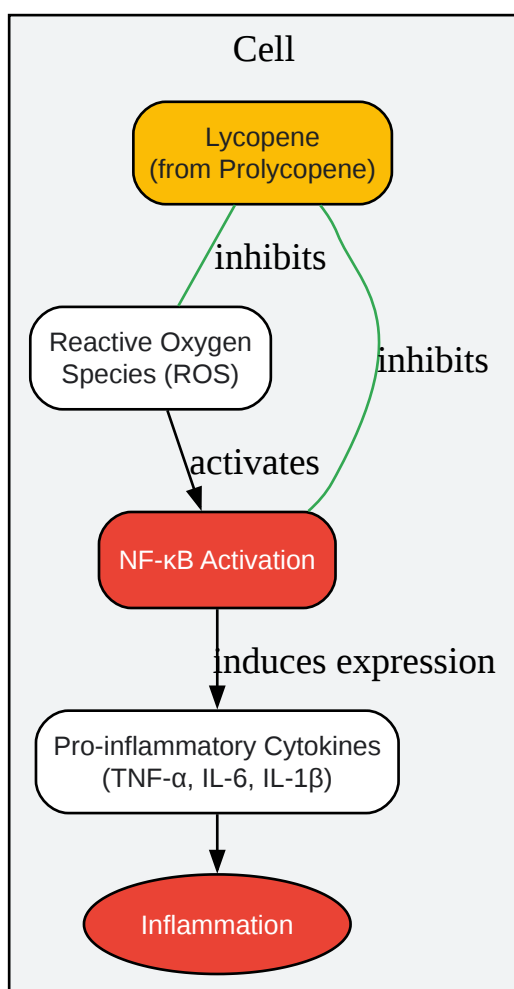 Cell
Lycopene
(from Prolycopene)
inhibits
Reactive Oxygen
Species (ROS)
inhibits
activates
NF-κB Activation
induces expression
Pro-inflammatory Cytokines
(TNF-α, IL-6, IL-1β)
Inflammation